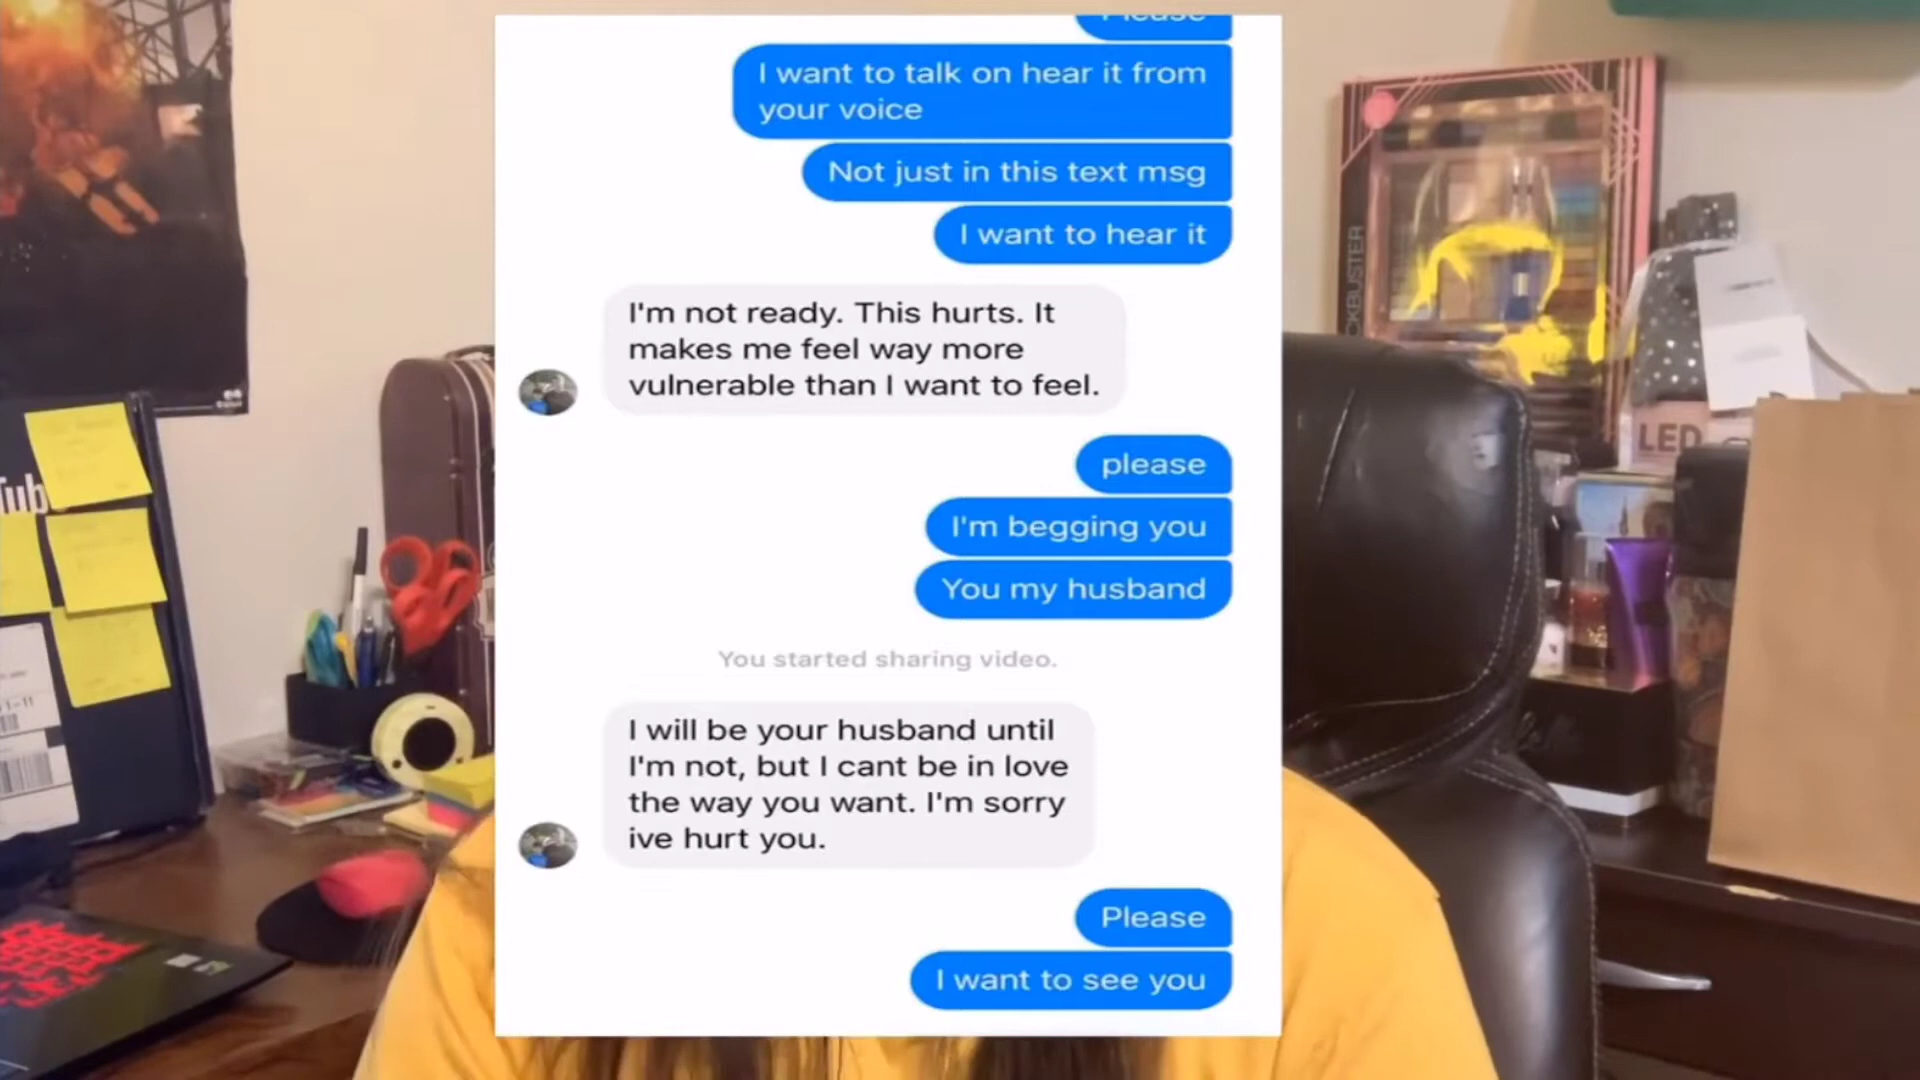 Please
I want to talk on hear it from
your voice
Not just in this text msg
I want to hear it
I'm not ready. This hurts. It
makes me feel way more
vulnerable than I want to feel.
please
I'm begging you
You my husband
You started sharing video.
I will be your husband until
I'm not, but I cant be in love
the way you want. I'm sorry
ive hurt you.
Please
I want to see you
LED